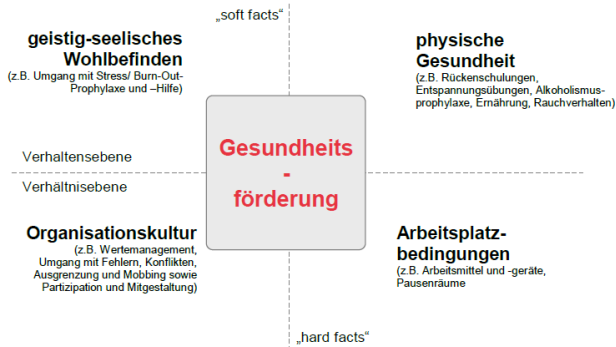 „soft facts“
geistig-seelisches
Wohlbefinden
(z.B. Umgang mit Stress/ Burn-Out-
Prophylaxe und –Hilfe)
physische
Gesundheit
(z.B. Rückenschulungen,
Entspannungsübungen, Alkoholismus-
prophylaxe, Ernährung, Rauchverhalten)
Gesundheits
-
förderung
Verhaltensebene
Verhältnisebene
Organisationskultur
(z.B. Wertemanagement,
Umgang mit Fehlern, Konflikten,
Ausgrenzung und Mobbing sowie
Partizipation und Mitgestaltung)
Arbeitsplatz-
bedingungen
(z.B. Arbeitsmittel und -geräte,
Pausenräume
„hard facts“